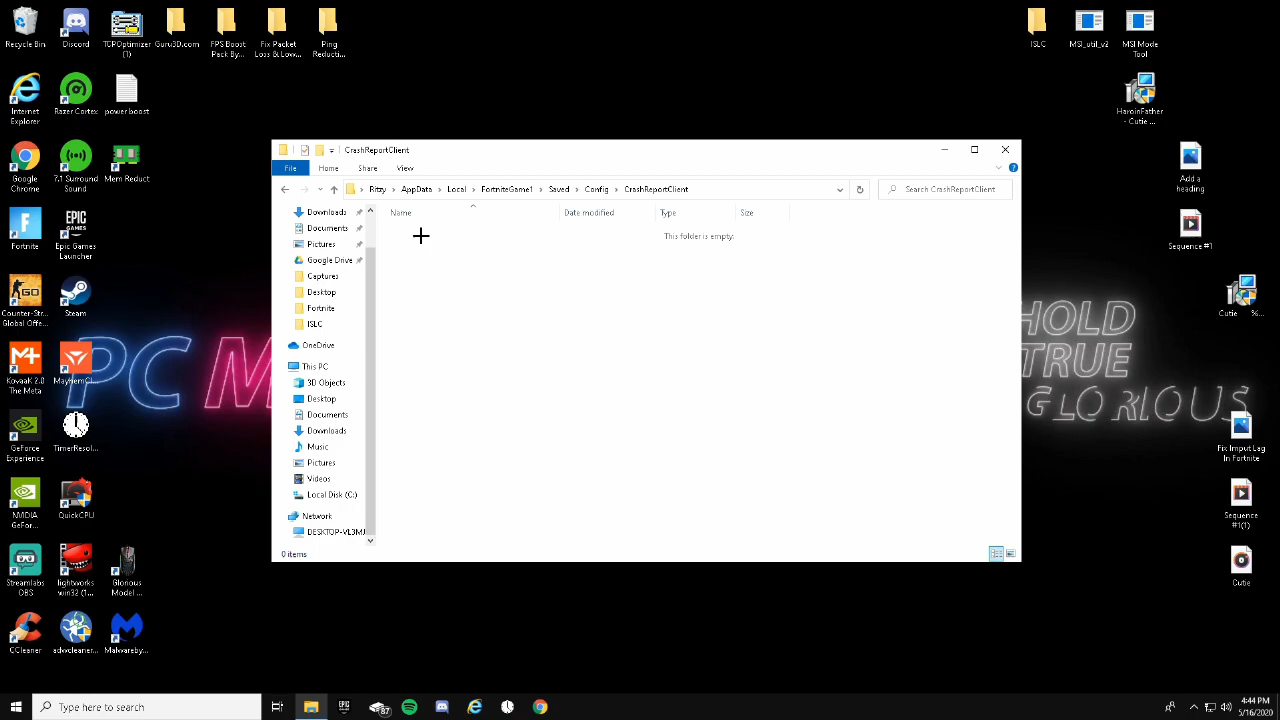 Recycle Bin
Discord
TCPOptimizer
(1)
Guru3D.com
FPS Boost
Pack By...
Fix Packet
Loss & Low...
Ping
Reducti...
ISLC
MSI_util_v2
MSI Mode
Tool
Internet
Explorer
Razer Cortex
powerboost
HaroinFather
- Cutie ...
Google
Chrome
7.1 Surround
Sound
Mem Reduct
Add a
heading
Fortnite
Epic Games
Launcher
Sequence #1
Counter-Str...
Global Offe...
Steam
Cutie %...
KovaaK 2.0
The Meta
MayhemCl...
GeForce
Experience
TimerResol...
Fix Imput Lag
In Fortnite
NVIDIA
GeFor...
QuickCPU
Sequence
#1(1)
Streamlabs
OBS
lightworks
win32 (1...
Glorious
Model ...
Cutie
CCleaner
adwcleaner...
Malwareby...
PC M
HOLD
TRUE
GLORIOUS
CrashReportClient
File
Home
Share
View
Ritzy > AppData > Local > FortniteGame1 > Saved > Config > CrashReportClient
Search CrashReportClient
Name
Date modified
Type
Size
This folder is empty.
Downloads
Documents
Pictures
Google Drive
Captures
Desktop
Fortnite
ISLC
OneDrive
This PC
3D Objects
Desktop
Documents
Downloads
Music
Pictures
Videos
Local Disk (C:)
Network
DESKTOP-VL3MJ
0 items
Type here to search
87
4:44 PM
5/16/2020